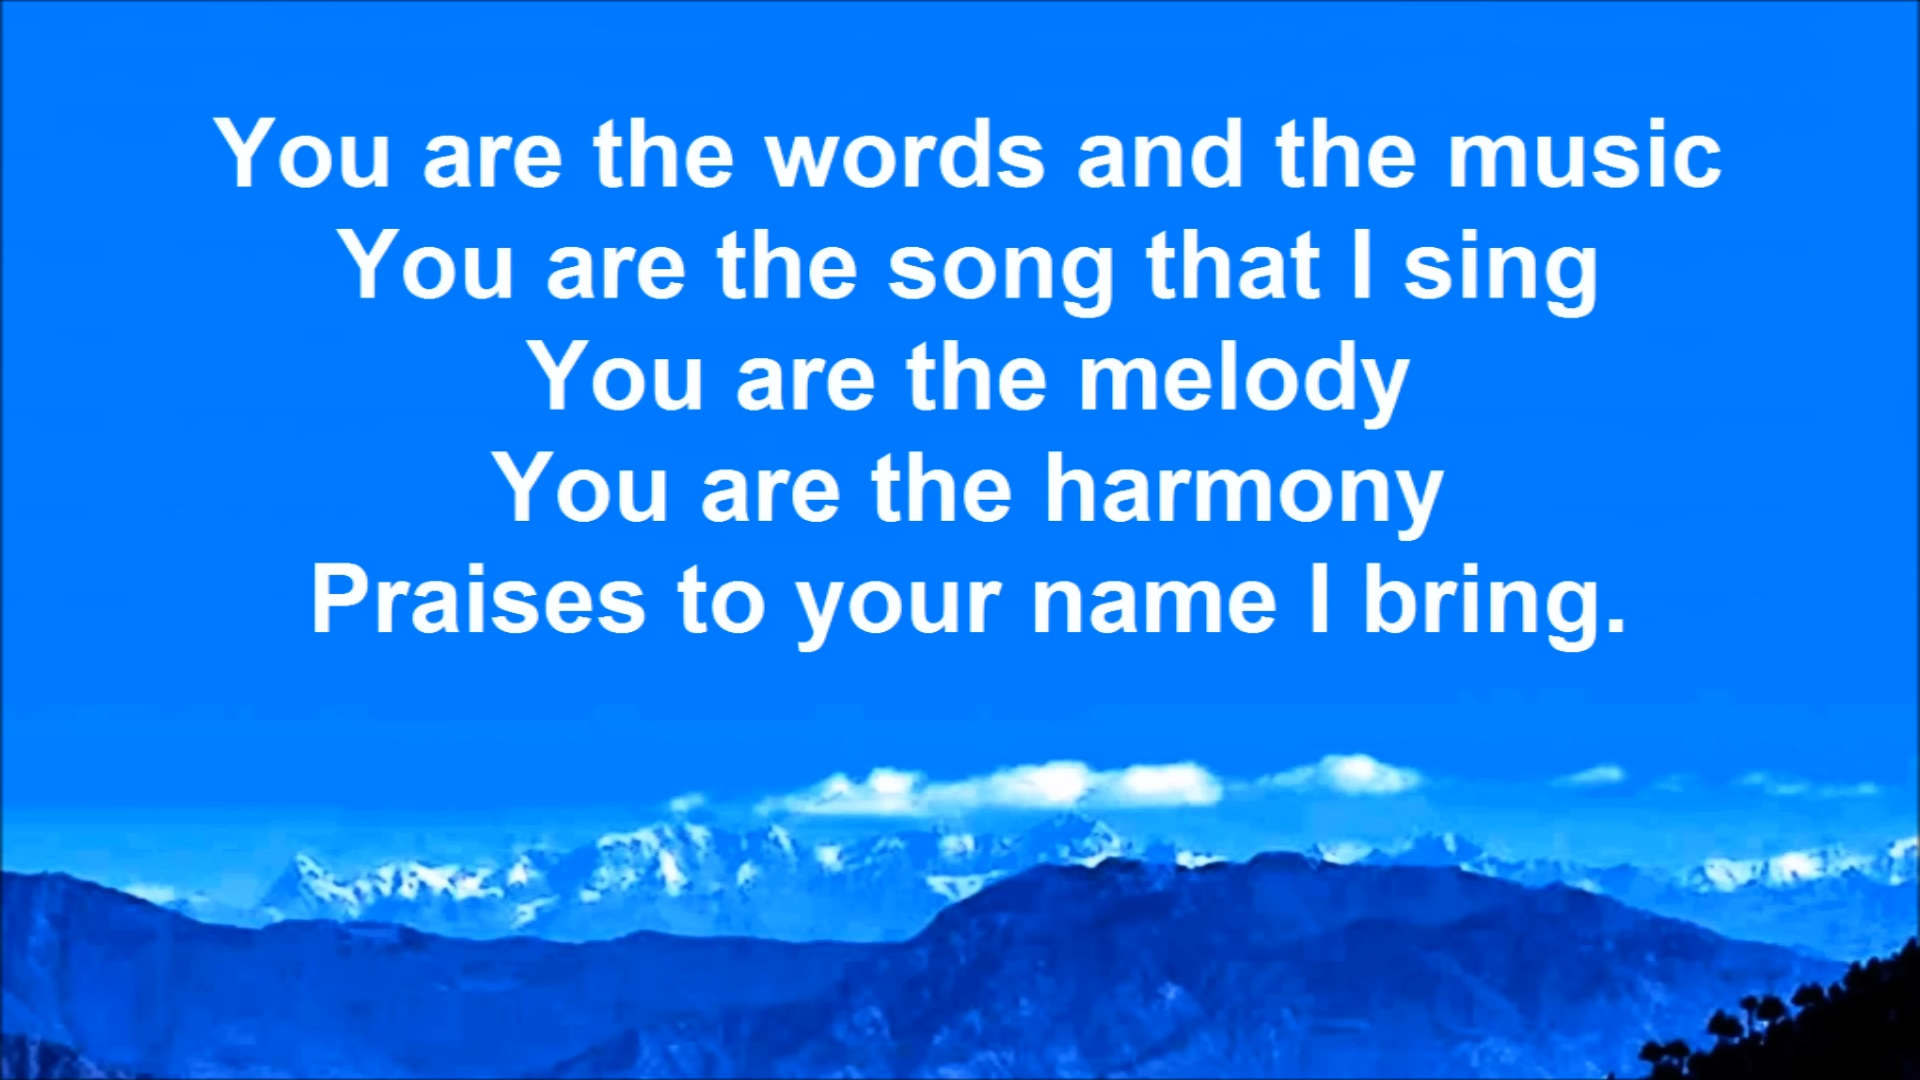 You are the words and the music
You are the song that I sing
You are the melody
You are the harmony
Praises to your name I bring.